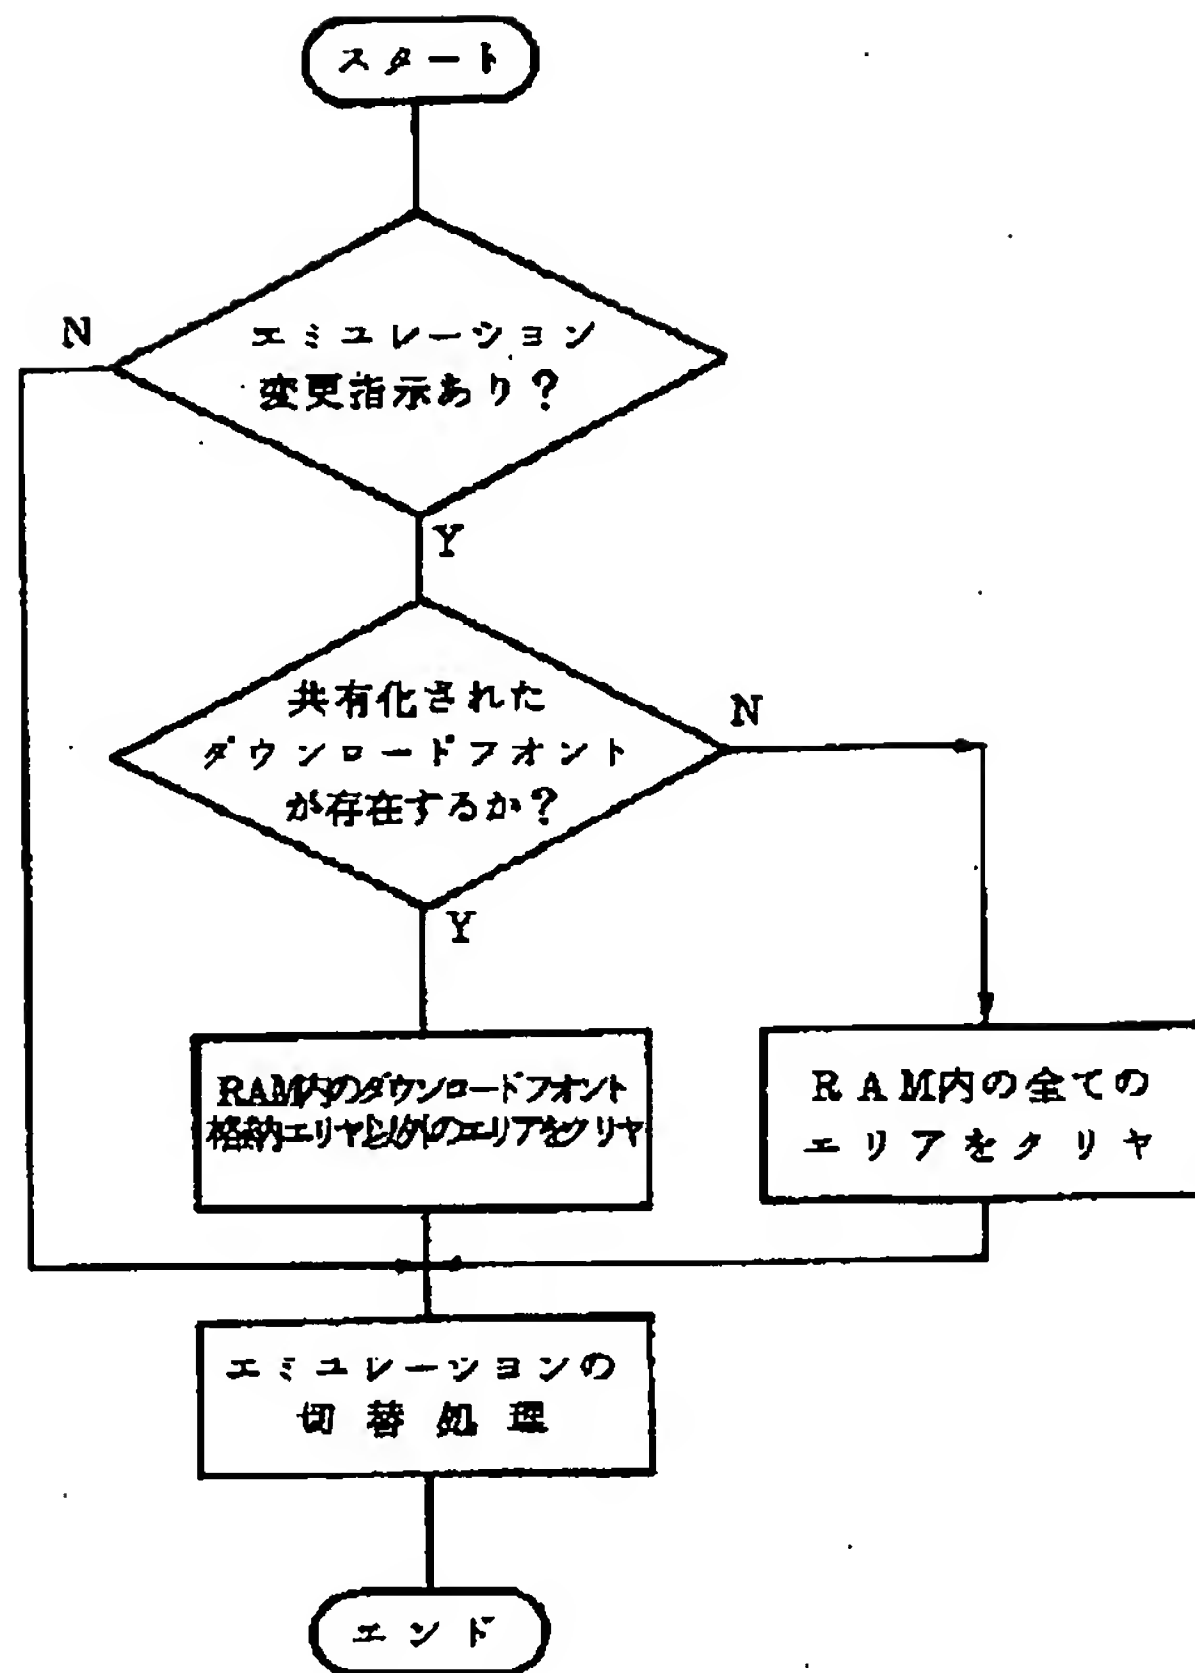 スタート
N
エミュレーション
変更指示あり？
Y
共有化された
ダウンロードフォント
が存在するか？
N
Y
RAM内のダウンロードフォント
格納エリヤ以外のエリアをクリヤ
RAM内の全ての
エリアをクリヤ
エミュレーションの
切替処理
エンド